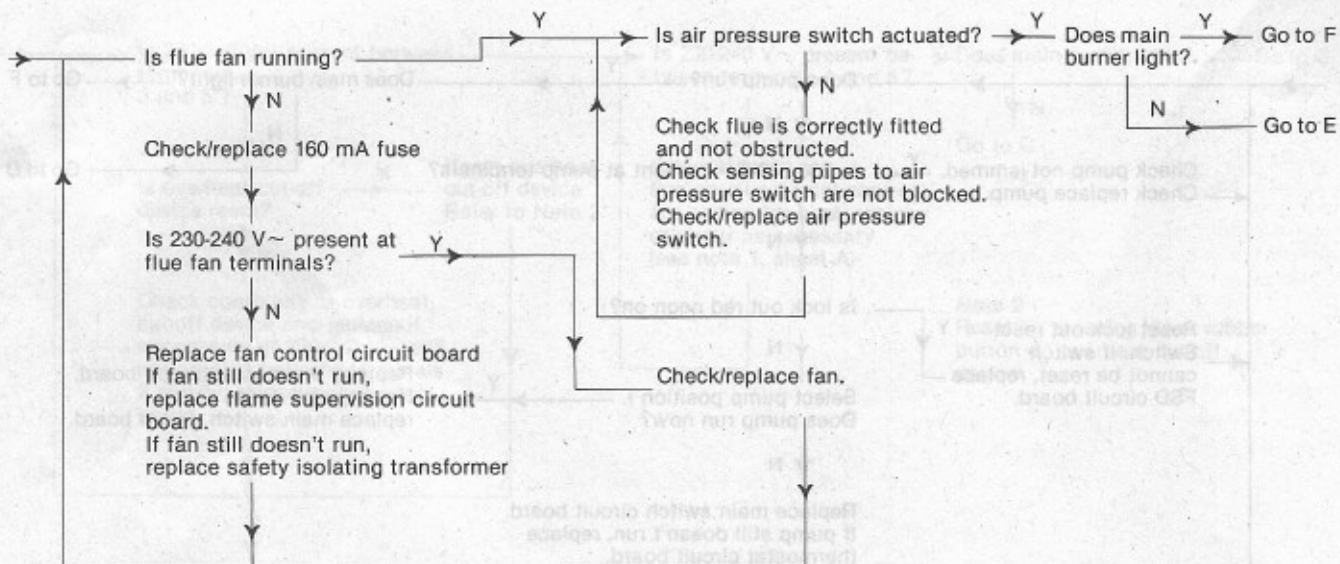 Is flue fan running?
Y
N
Check/replace 160 mA fuse
Is 230-240 V~ present at
flue fan terminals?
Y
N
Replace fan control circuit board
If fan still doesn't run,
replace flame supervision circuit
board.
If fan still doesn't run,
replace safety isolating transformer
Is air pressure switch actuated?
Y
N
Check flue is correctly fitted
and not obstructed.
Check sensing pipes to air
pressure switch are not blocked.
Check/replace air pressure
switch.
Check/replace fan.
Does main
burner light?
Y
Go to F
N
Go to E